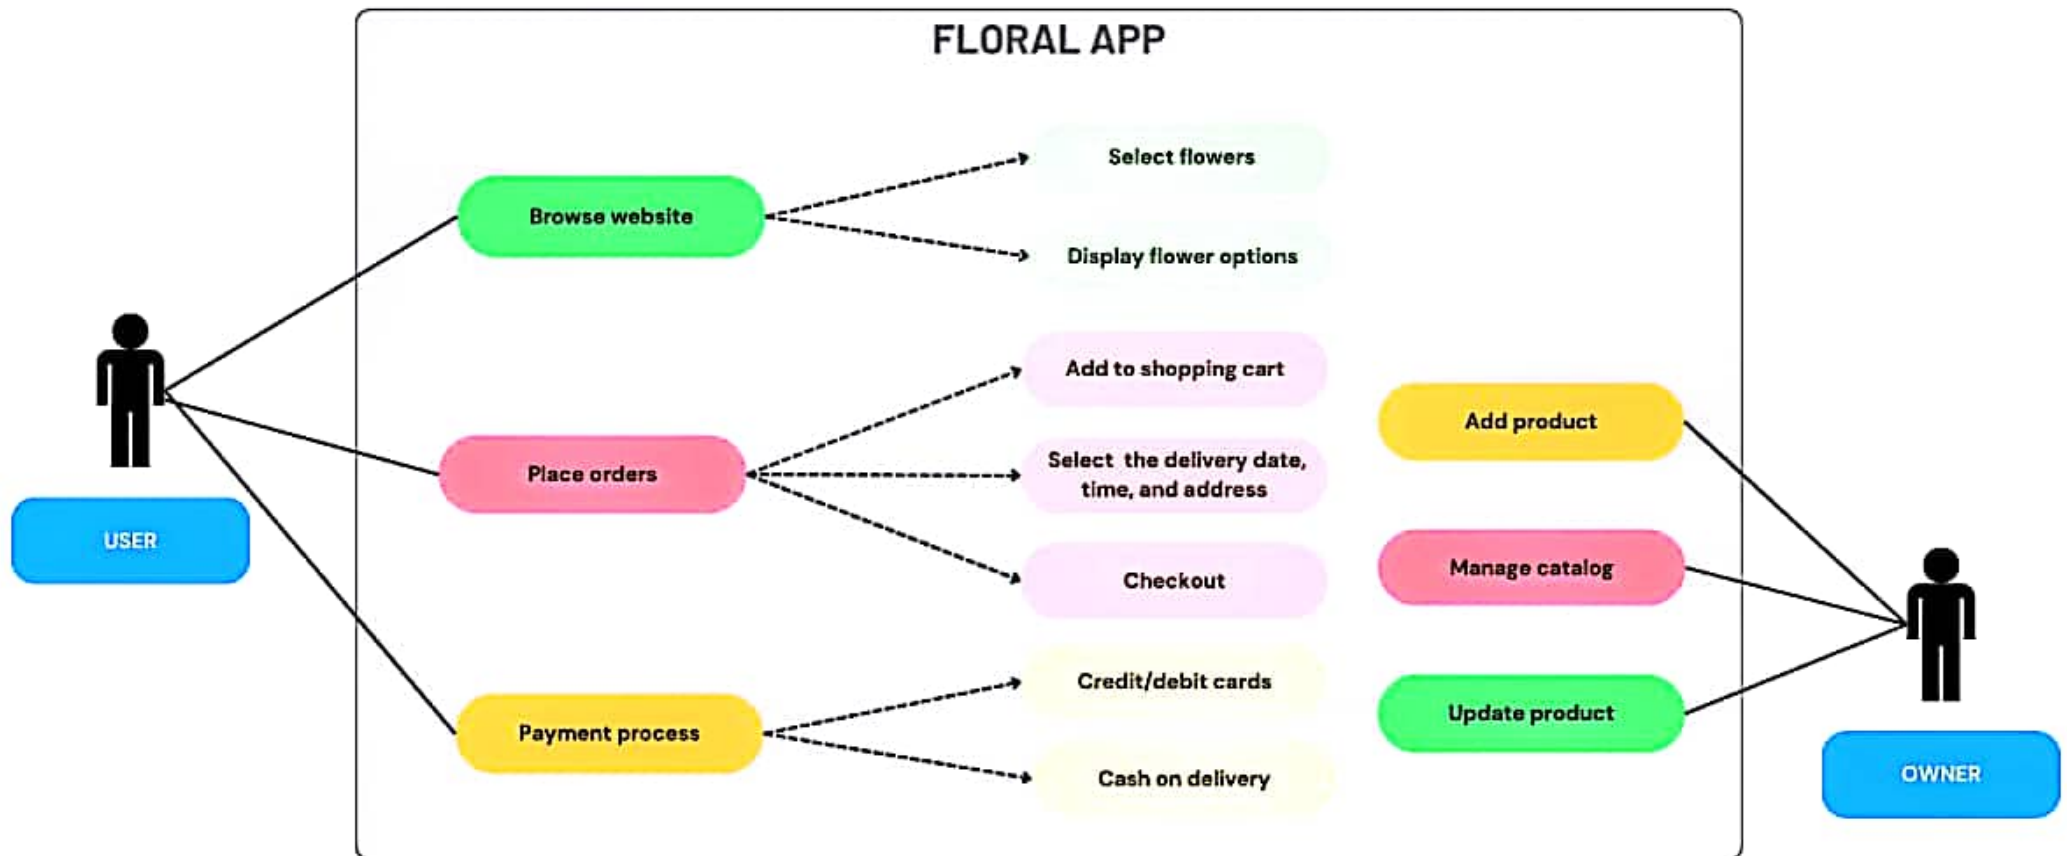 FLORAL APP
Select flowers
Browse website
Display flower options
Add to shopping cart
Add product
Select the delivery date,
time, and address
Place orders
USER
Manage catalog
Checkout
Credit/debit cards
Update product
Payment process
Cash on delivery
OWNER